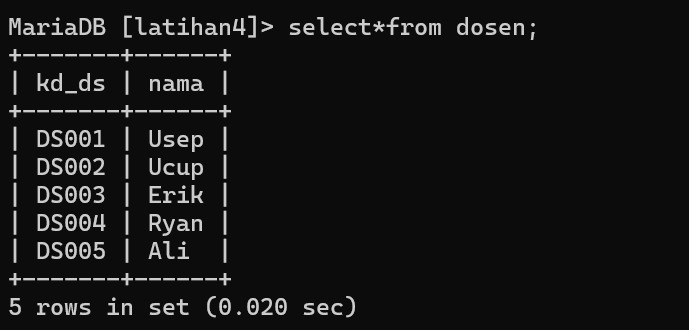 MariaDB [latihan4]> select*from dosen;
+-------+------+
| kd_ds | nama |
+-------+------+
| DS001 | Usep |
| DS002 | Ucup |
| DS003 | Erik |
| DS004 | Ryan |
| DS005 | Ali  |
+-------+------+
5 rows in set (0.020 sec)